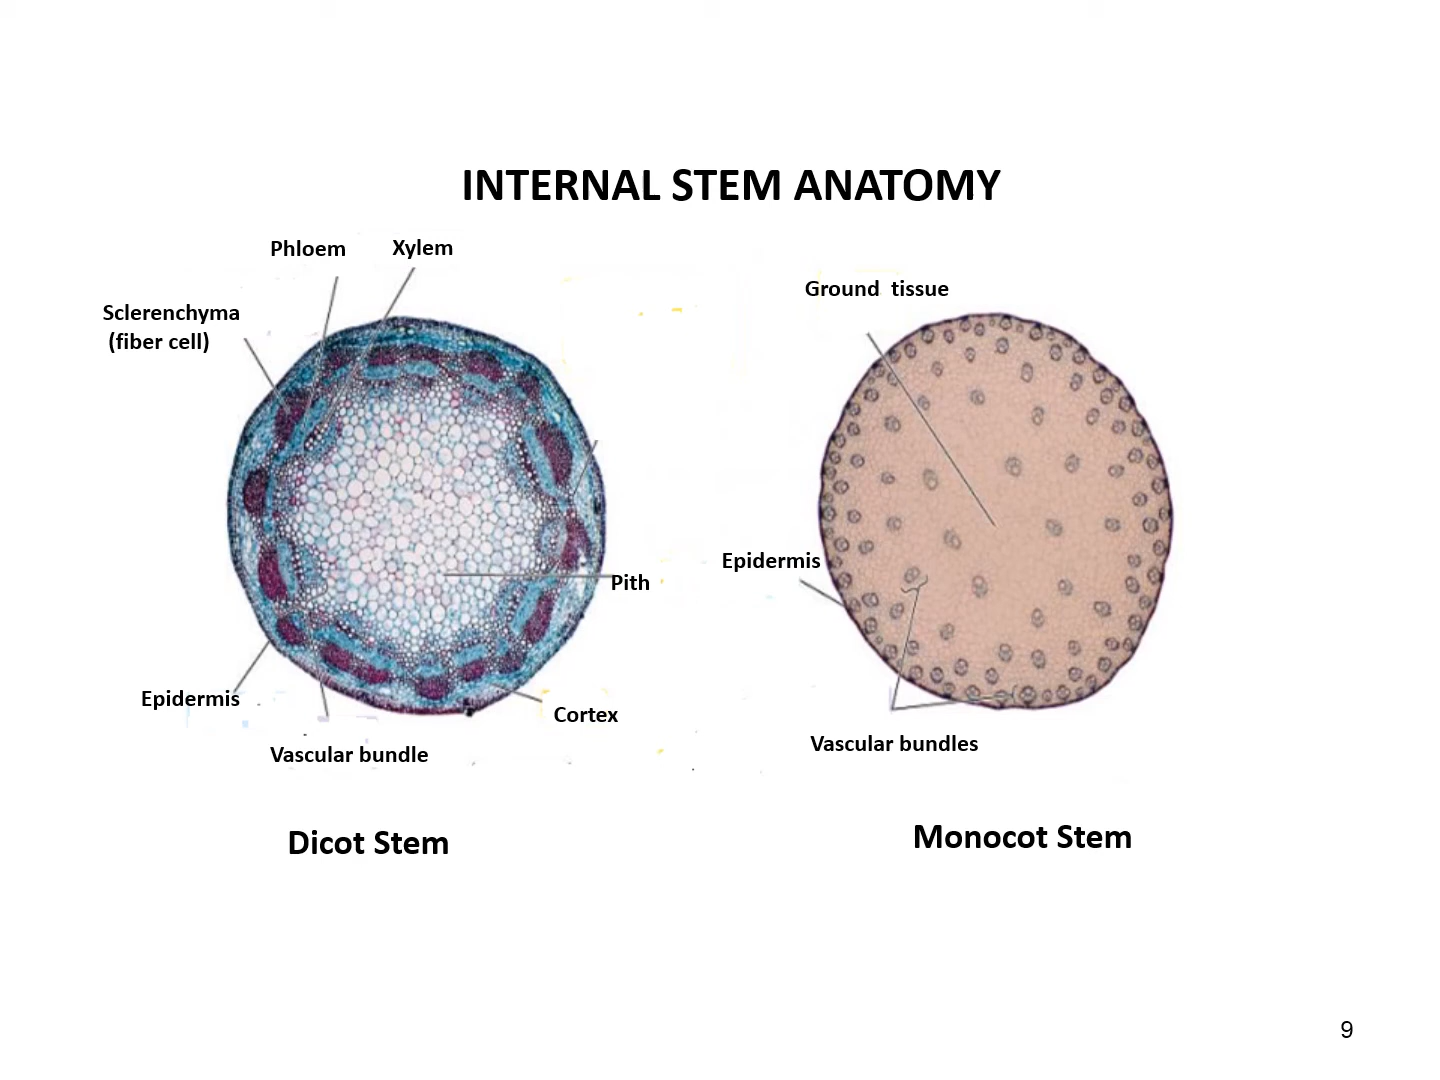 INTERNAL STEM ANATOMY
Phloem
Xylem
Sclerenchyma
(fiber cell)
Pith
Epidermis
Cortex
Vascular bundle
Dicot Stem
Ground tissue
Epidermis
Vascular bundles
Monocot Stem
9